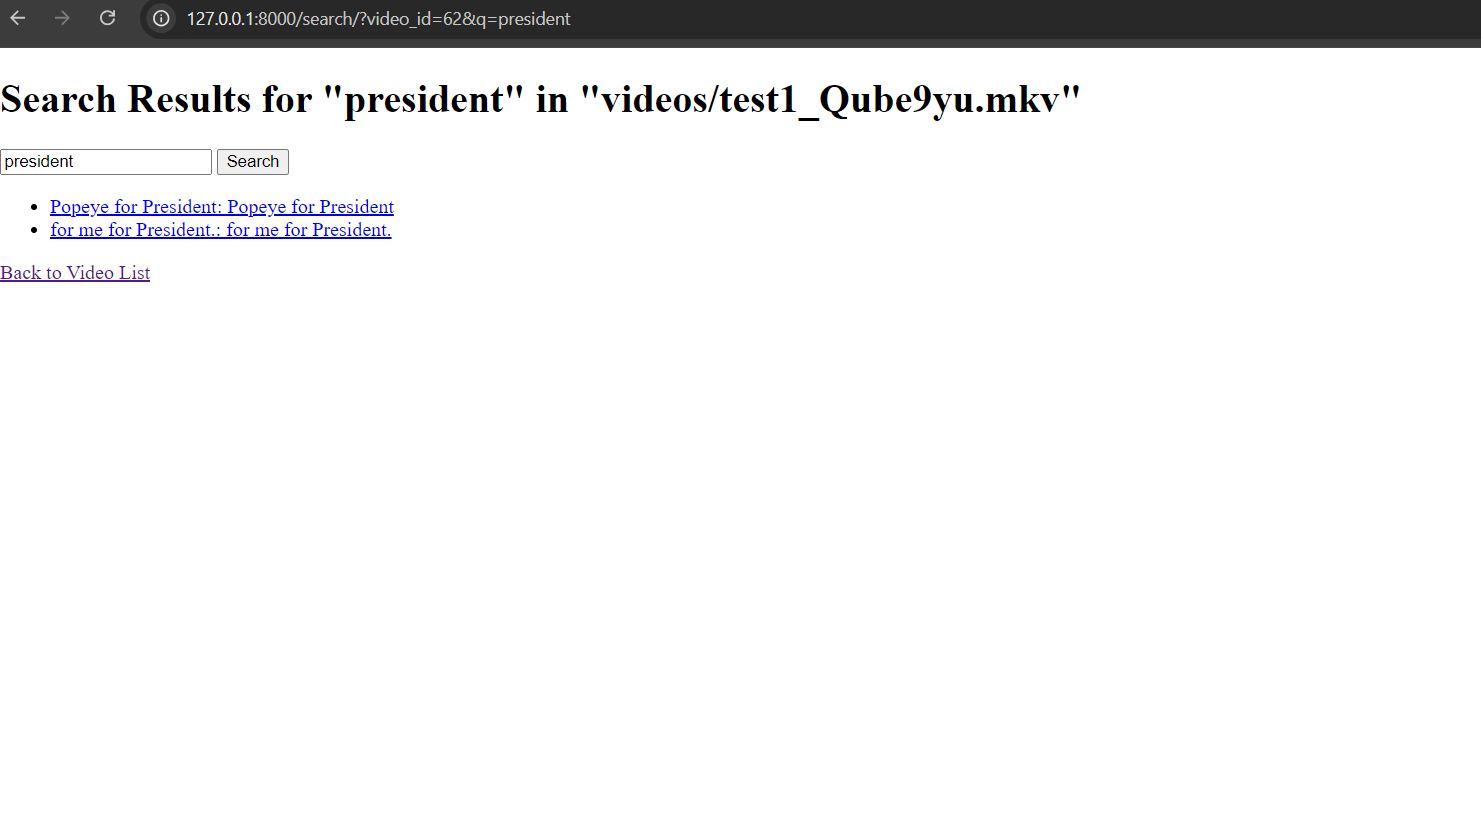 127.0.0.1:8000/search/?video_id=62&q=president
Search Results for "president" in "videos/test1_Qube9yu.mkv"
president Search
Popeye for President: Popeye for President
for me for President.: for me for President.
Back to Video List